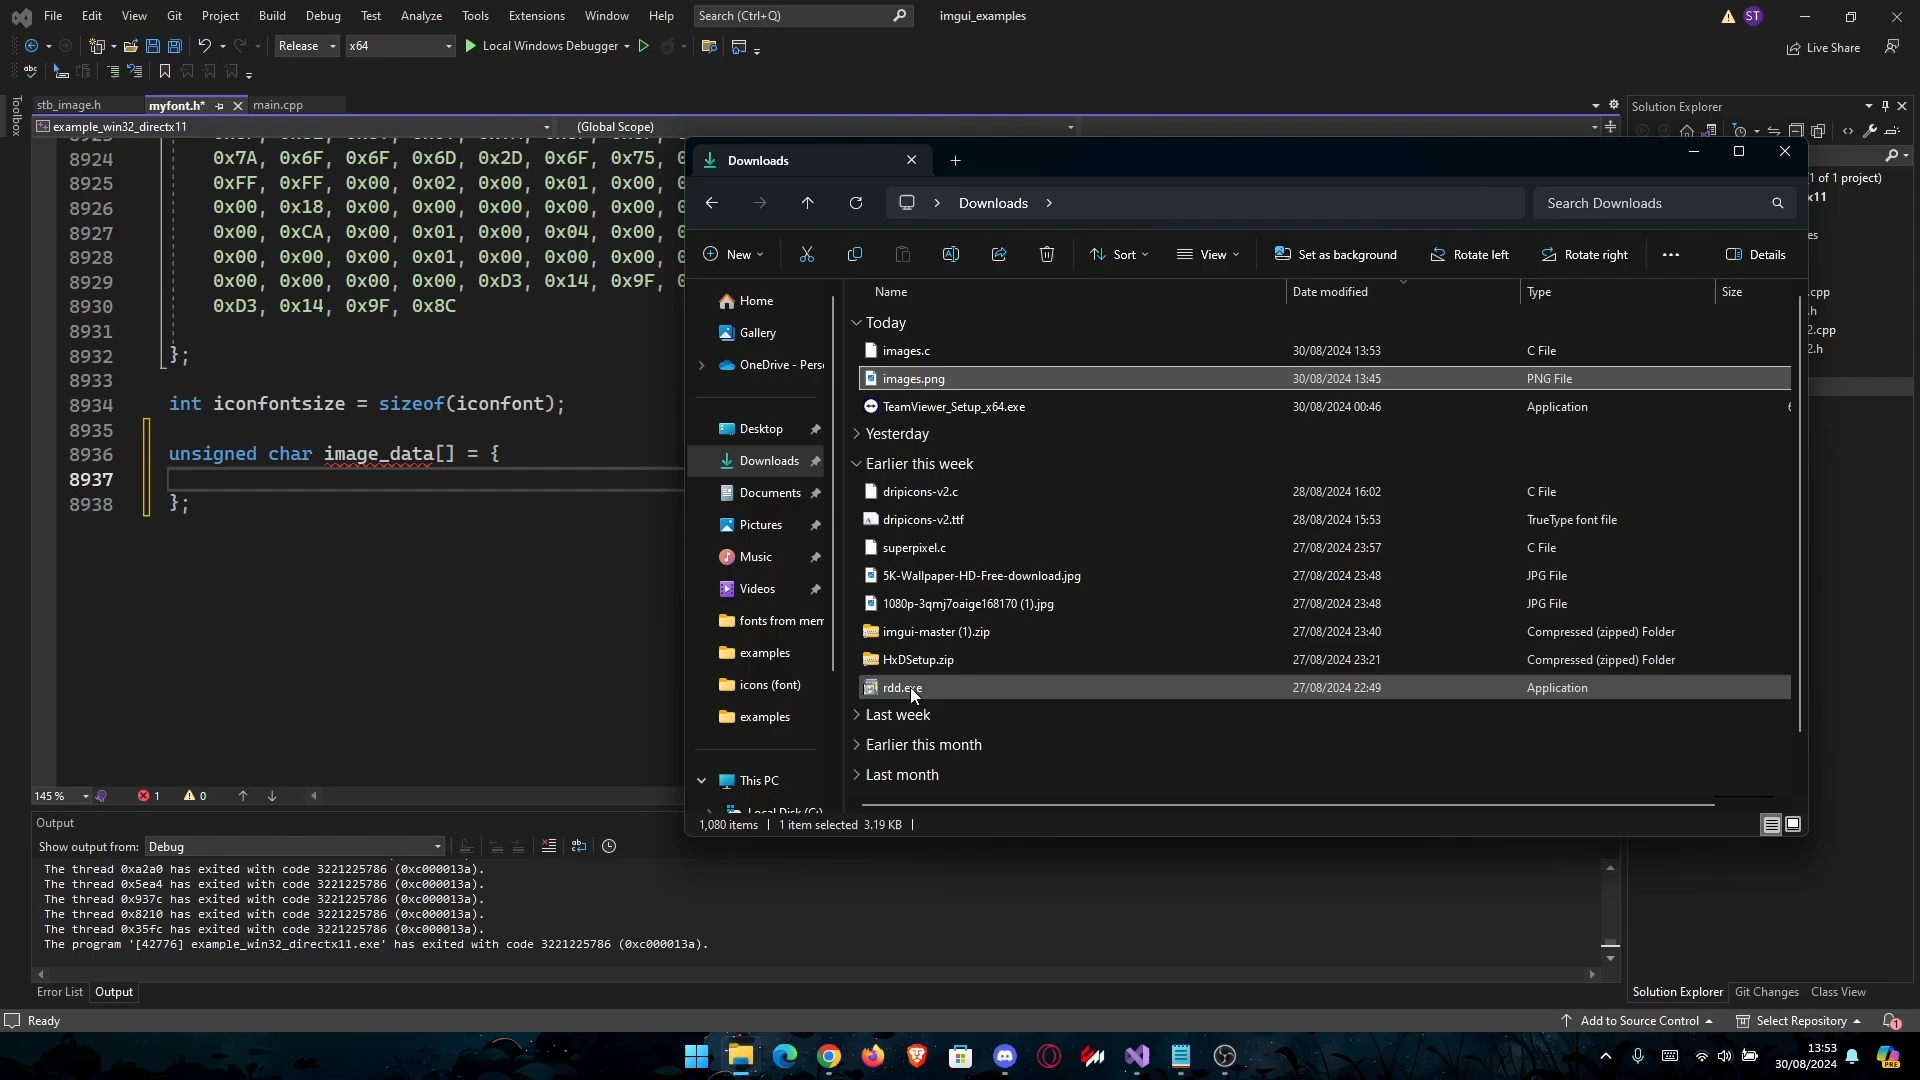 File Edit View Git Project Build Debug Test Analyze Tools Extensions Window Help Search (Ctrl+Q) imgui_examples ST
Release x64 Local Windows Debugger Live Share
abc
Toolbox
stb_image.h myfont.h* main.cpp
example_win32_directx11 (Global Scope)
Solution Explorer
8924 0x7A, 0x6F, 0x6F, 0x6D, 0x2D, 0x6F, 0x75,
8925 0xFF, 0xFF, 0x00, 0x02, 0x00, 0x01, 0x00,
8926 0x00, 0x18, 0x00, 0x00, 0x00, 0x00, 0x00,
8927 0x00, 0xCA, 0x00, 0x01, 0x00, 0x04, 0x00,
8928 0x00, 0x00, 0x00, 0x01, 0x00, 0x00, 0x00,
8929 0x00, 0x00, 0x00, 0x00, 0xD3, 0x14, 0x9F,
8930 0xD3, 0x14, 0x9F, 0x8C
8931
8932 };
8933
8934 int iconfontsize = sizeof(iconfont);
8935
8936 unsigned char image_data[] = {
8937
8938 };
145 % 1 0
Downloads
Downloads
Search Downloads
New Sort View Set as background Rotate left Rotate right Details
Home
Gallery
OneDrive - Pers
Desktop
Downloads
Documents
Pictures
Music
Videos
fonts from mem
examples
icons (font)
examples
This PC
Local Disk (C:)
Name Date modified Type Size
Today
images.c 30/08/2024 13:53 C File
images.png 30/08/2024 13:45 PNG File
TeamViewer_Setup_x64.exe 30/08/2024 00:46 Application
Yesterday
Earlier this week
dripicons-v2.c 28/08/2024 16:02 C File
dripicons-v2.ttf 28/08/2024 15:53 TrueType font file
superpixel.c 27/08/2024 23:57 C File
5K-Wallpaper-HD-Free-download.jpg 27/08/2024 23:48 JPG File
1080p-3qmj7oaige168170 (1).jpg 27/08/2024 23:48 JPG File
imgui-master (1).zip 27/08/2024 23:40 Compressed (zipped) Folder
HxDSetup.zip 27/08/2024 23:21 Compressed (zipped) Folder
rdd.exe 27/08/2024 22:49 Application
Last week
Earlier this month
Last month
1,080 items 1 item selected 3.19 KB
1 of 1 project)
x11
es
.cpp
.h
2.cpp
2.h
Output
Show output from: Debug
The thread 0xa2a0 has exited with code 3221225786 (0xc000013a).
The thread 0x5ea4 has exited with code 3221225786 (0xc000013a).
The thread 0x937c has exited with code 3221225786 (0xc000013a).
The thread 0x8210 has exited with code 3221225786 (0xc000013a).
The thread 0x35fc has exited with code 3221225786 (0xc000013a).
The program '[42776] example_win32_directx11.exe' has exited with code 3221225786 (0xc000013a).
Error List Output
Solution Explorer Git Changes Class View
Ready Add to Source Control Select Repository 1
13:53
30/08/2024
PRE